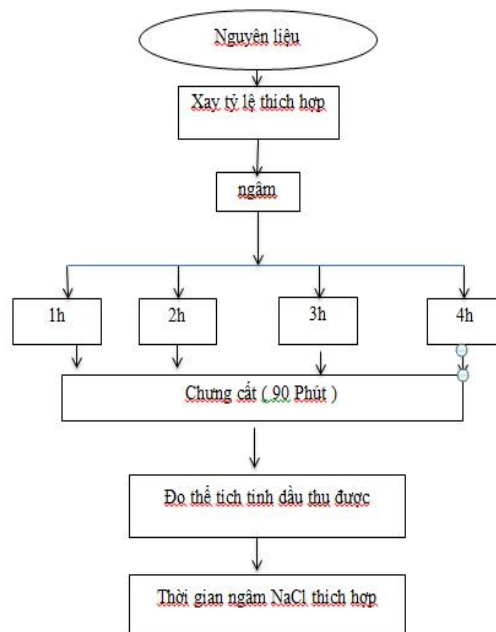 Nguyên liệu
Xay tỷ lệ thích hợp
ngâm
1h
2h
3h
4h
Chưng cất ( 90 Phút )
Đo thể tích tinh dầu thu được
Thời gian ngâm NaCl thích hợp